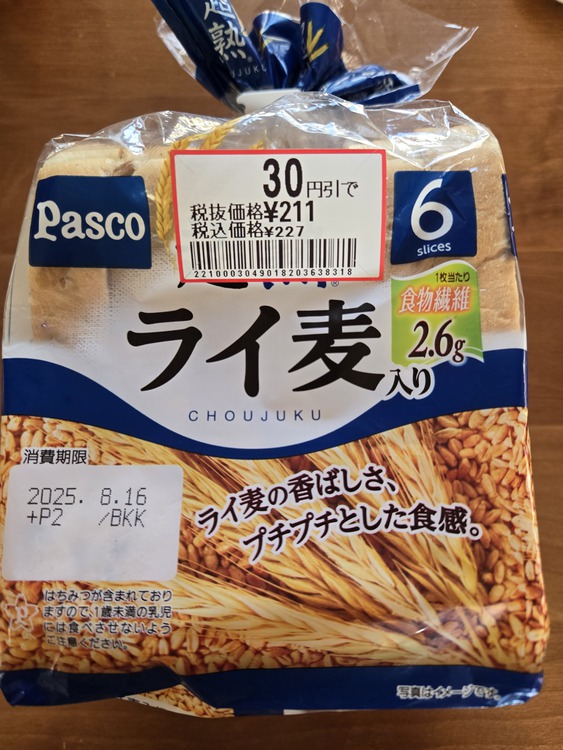 超熟
CHOUJUKU
30円引で
税抜価格¥211
税込価格¥227
2210003049018203638318
Pasco
6
slices
1枚当たり
食物繊維
2.6g
ライ麦入り
CHOUJUKU
消費期限
2025. 8.16
+P2 /BKK
ライ麦の香ばしさ、
プチプチとした食感。
はちみつが含まれており
ますので、1歳未満の乳児
には食べさせないよう
ご注意ください。
写真はイメージです。